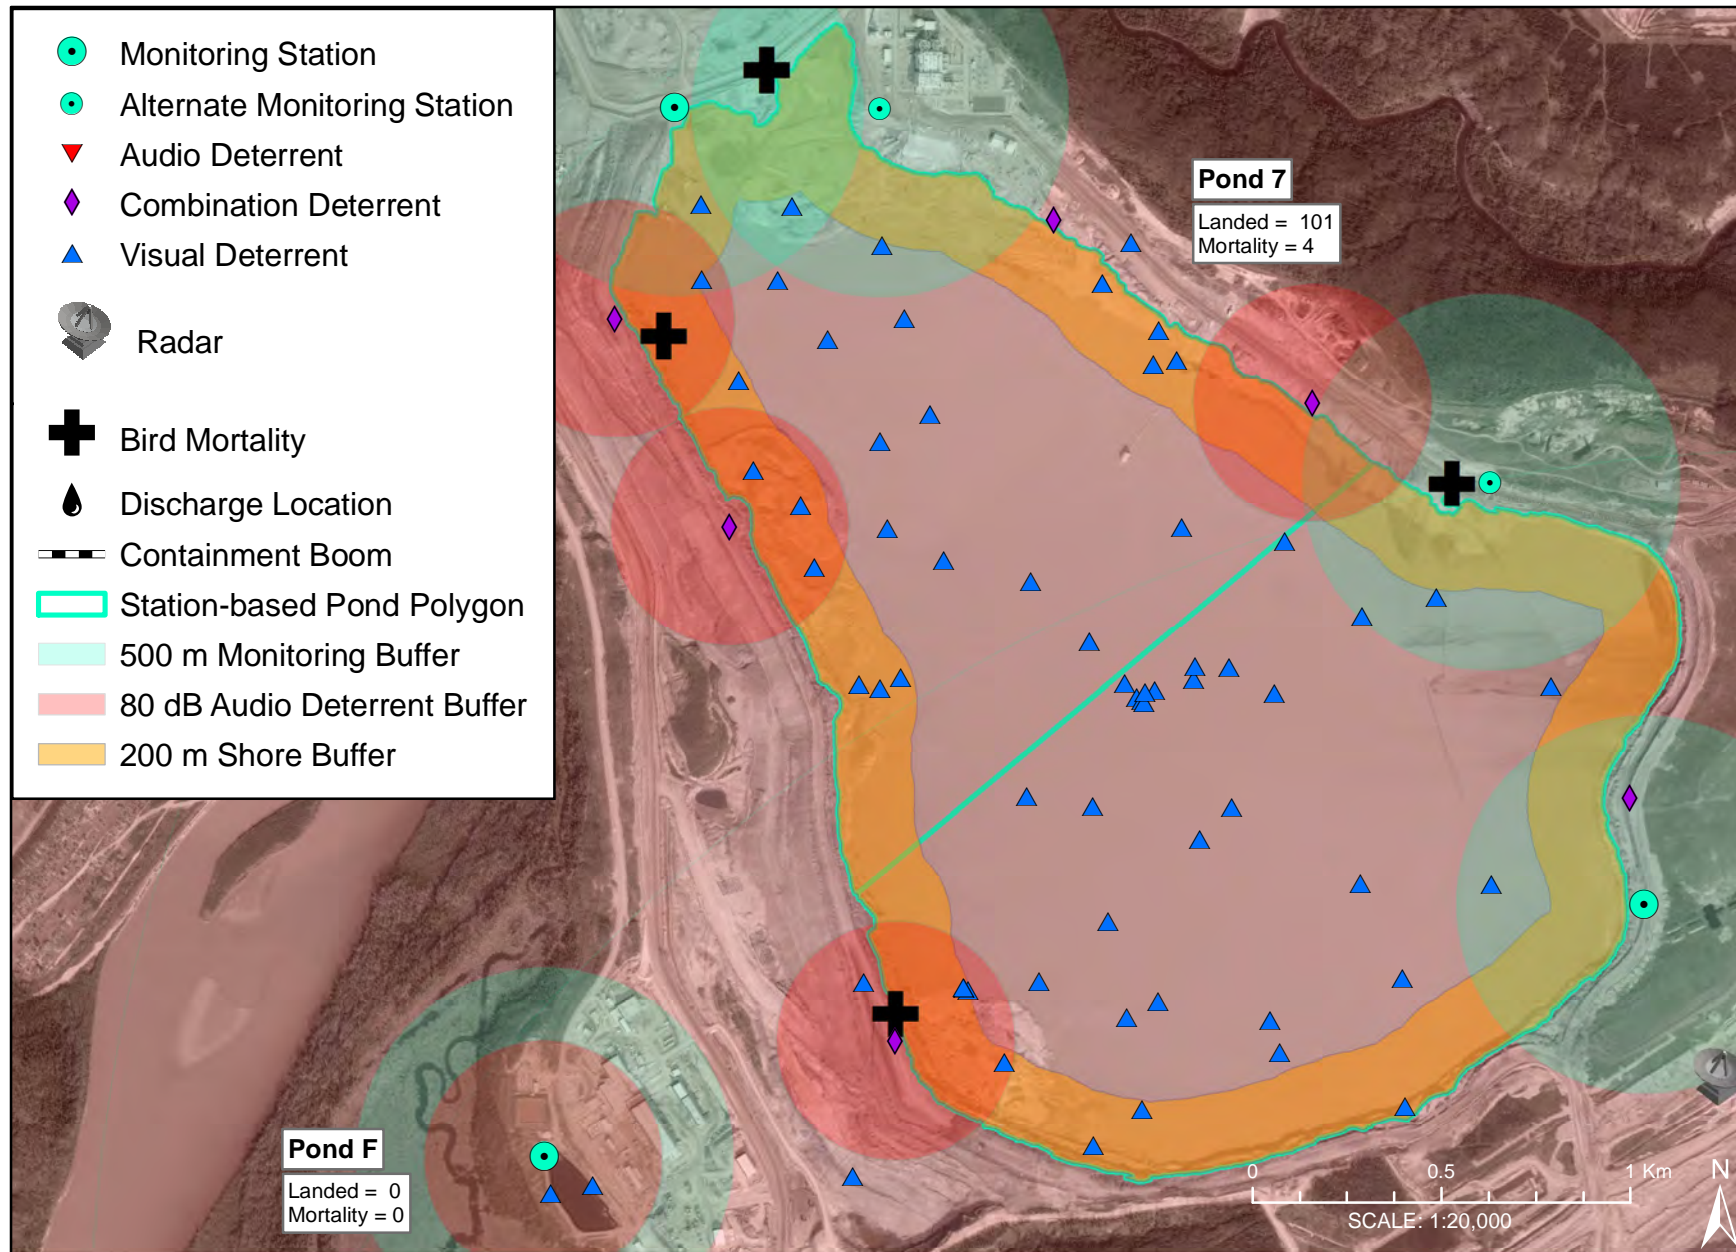 Monitoring Station
Alternate Monitoring Station
Audio Deterrent
Combination Deterrent
Visual Deterrent
Radar
Bird Mortality
Discharge Location
Containment Boom
Station-based Pond Polygon
500 m Monitoring Buffer
80 dB Audio Deterrent Buffer
200 m Shore Buffer
Pond 7
Landed = 101
Mortality = 4
Pond F
Landed = 0
Mortality = 0
0 0.5 1 Km
SCALE: 1:20,000
N